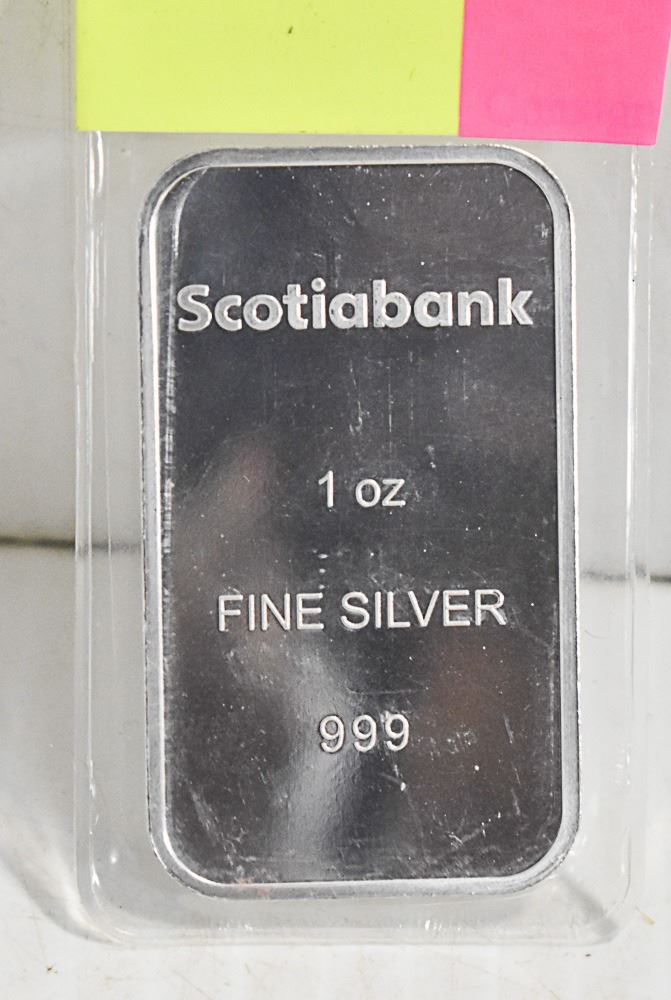 Scotiabank
1 oz
FINE SILVER
999